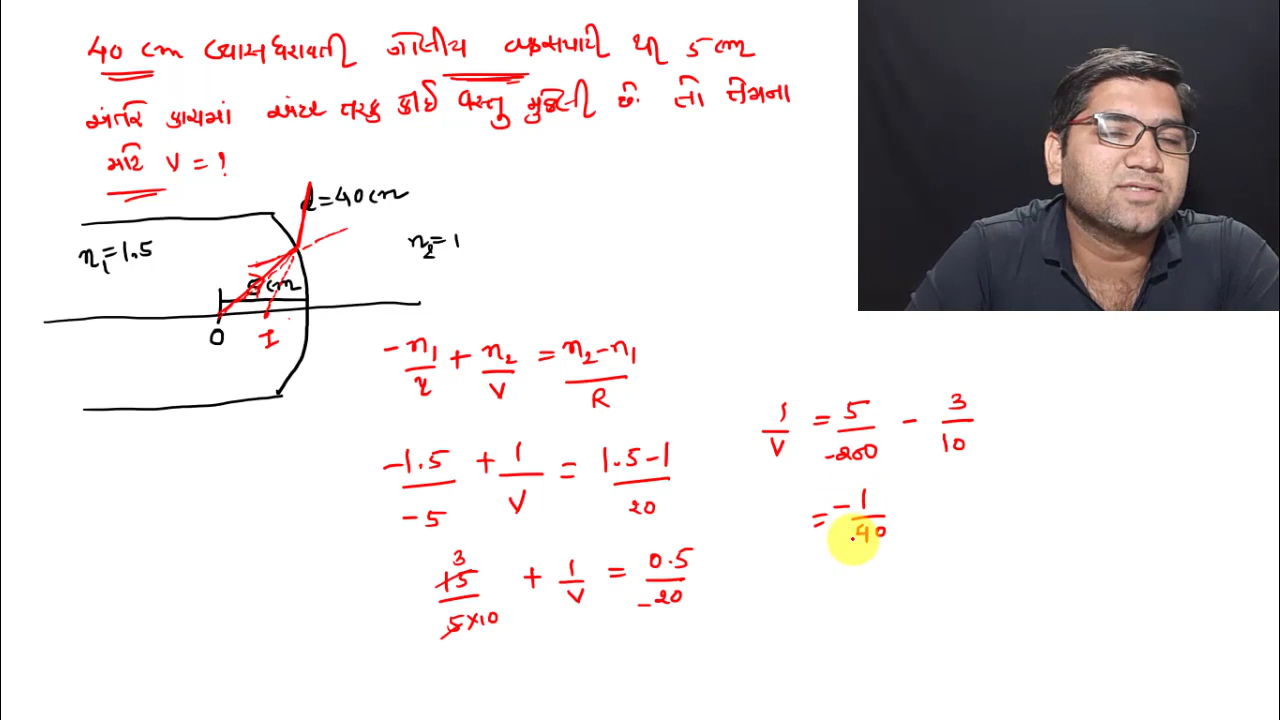 40 cm વ્યાસ ધરાવતી ગોલીય વક્રસપાટી થી 5 cm
અંતરે કાચમાં અંદર તરફ કોઈ વસ્તુ મુકેલી છે. તો તેમના
માટે V = ?
d = 40 cm
n₁ = 1.5
n₂ = 1
5 cm
O
I
-n₁/u + n₂/V = n₂-n₁/R
-1.5/-5 + 1/V = 1.5-1/20
3
15/5×10 + 1/V = 0.5/-20
1/V = 5/-200 - 3/10
= -1/40